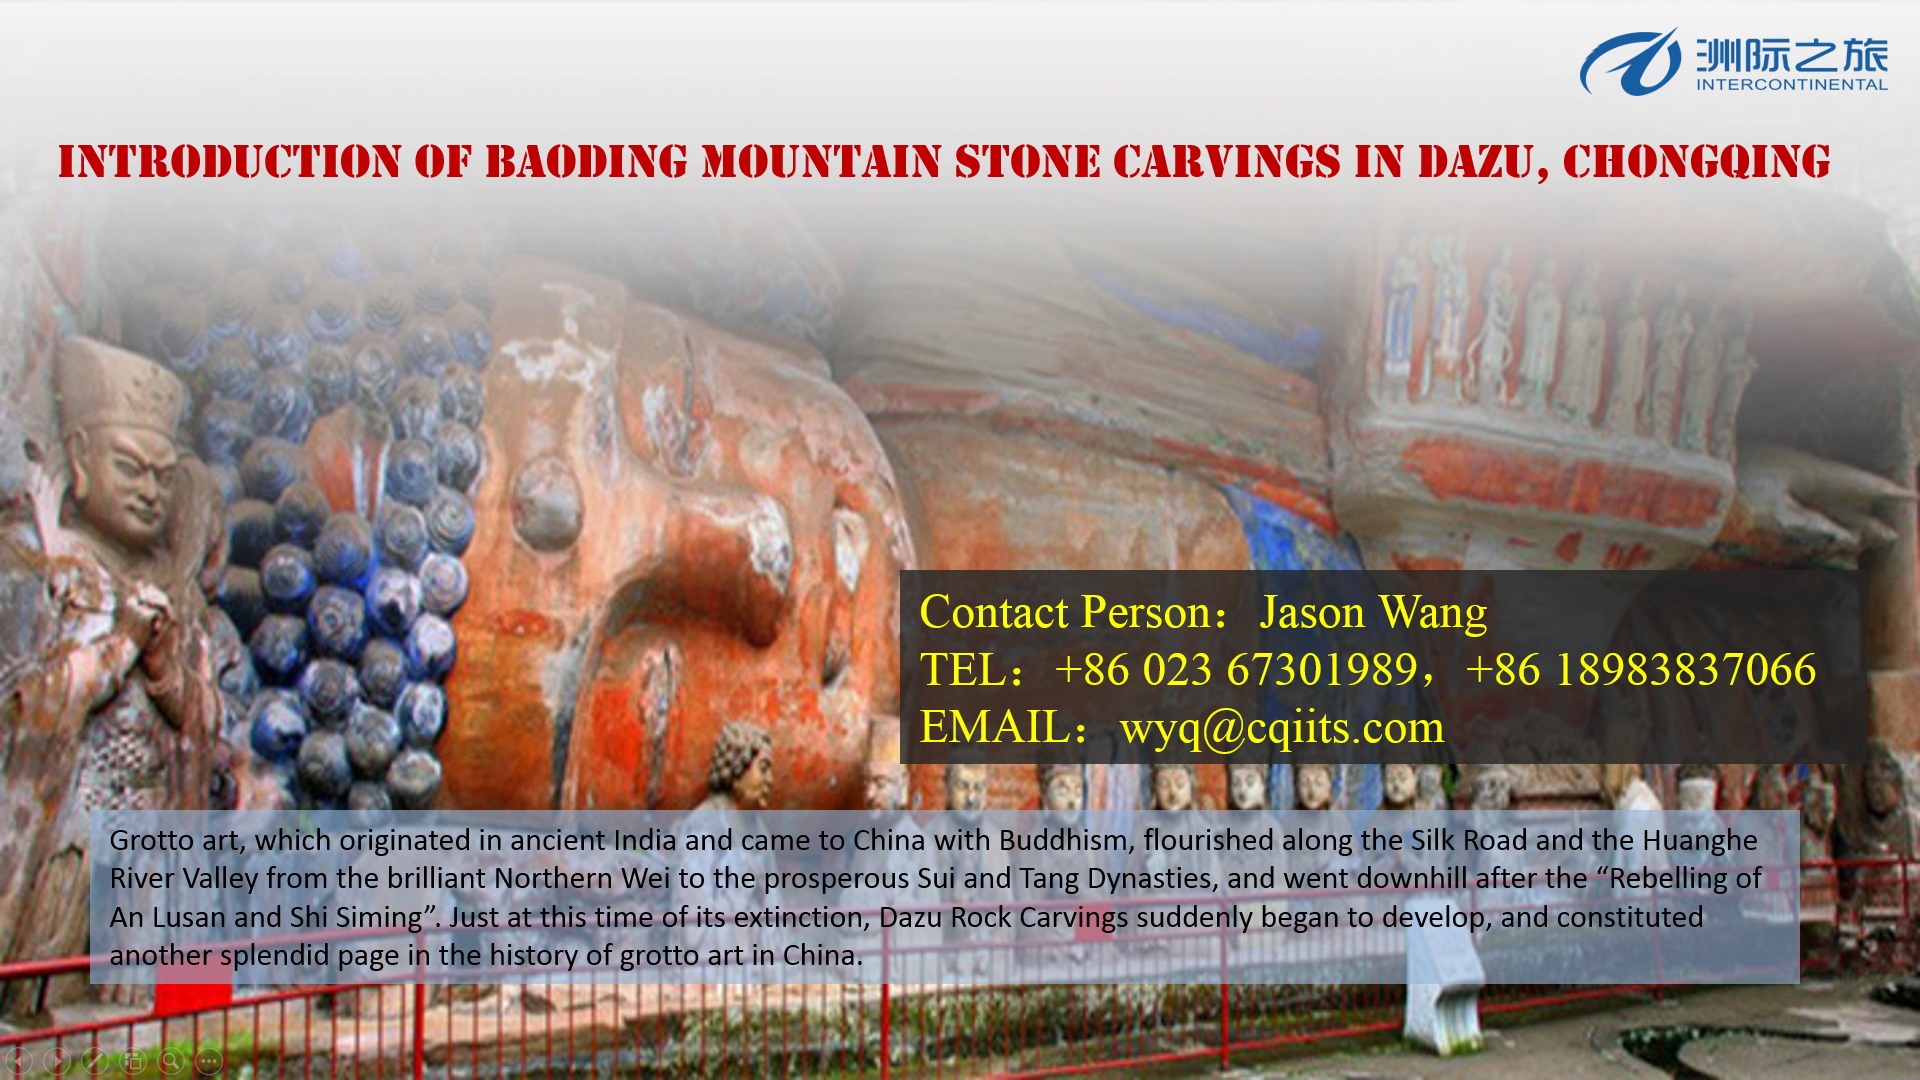 洲际之旅
INTERCONTINENTAL
INTRODUCTION OF BAODING MOUNTAIN STONE CARVINGS IN DAZU, CHONGQING
Contact Person：Jason Wang
TEL：+86 023 67301989，+86 18983837066
EMAIL：wyq@cqiits.com
Grotto art, which originated in ancient India and came to China with Buddhism, flourished along the Silk Road and the Huanghe
River Valley from the brilliant Northern Wei to the prosperous Sui and Tang Dynasties, and went downhill after the “Rebelling of
An Lusan and Shi Siming”. Just at this time of its extinction, Dazu Rock Carvings suddenly began to develop, and constituted
another splendid page in the history of grotto art in China.